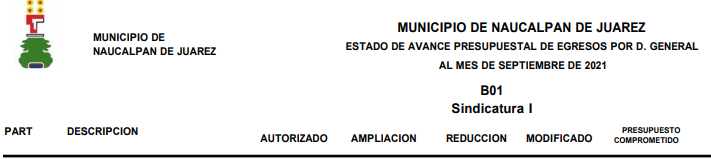 MUNICIPIO DE
NAUCALPAN DE JUAREZ
MUNICIPIO DE NAUCALPAN DE JUAREZ
ESTADO DE AVANCE PRESUPUESTAL DE EGRESOS POR D. GENERAL
AL MES DE SEPTIEMBRE DE 2021
B01
Sindicatura I
PART DESCRIPCION AUTORIZADO AMPLIACION REDUCCION MODIFICADO PRESUPUESTO
COMPROMETIDO